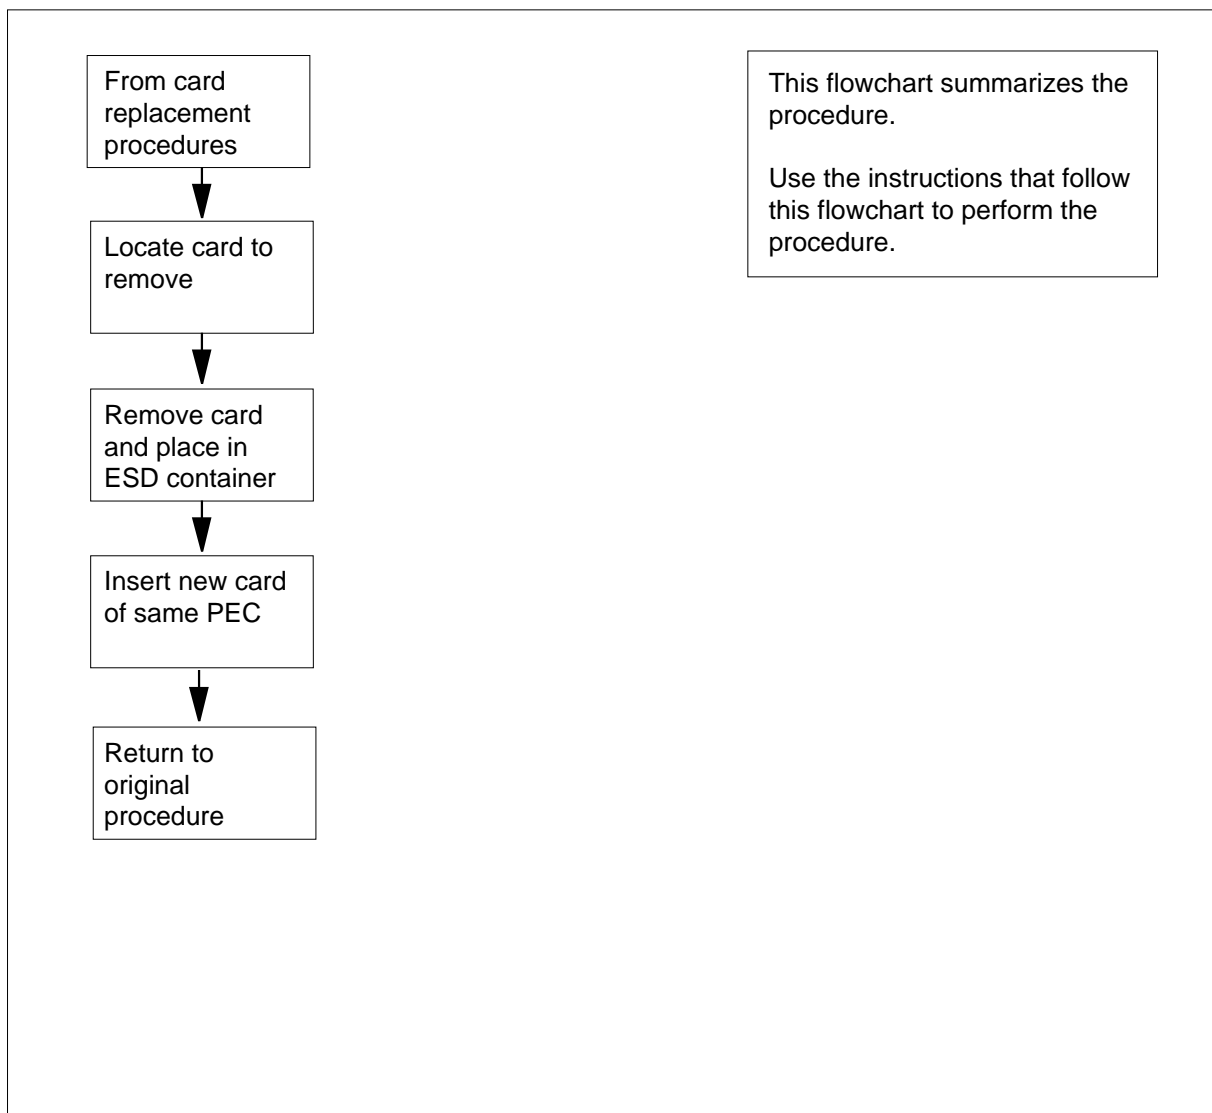 From card
replacement
procedures
Locate card to
remove
Remove card
and place in
ESD container
Insert new card
of same PEC
Return to
original
procedure
This flowchart summarizes the
procedure.
Use the instructions that follow
this flowchart to perform the
procedure.